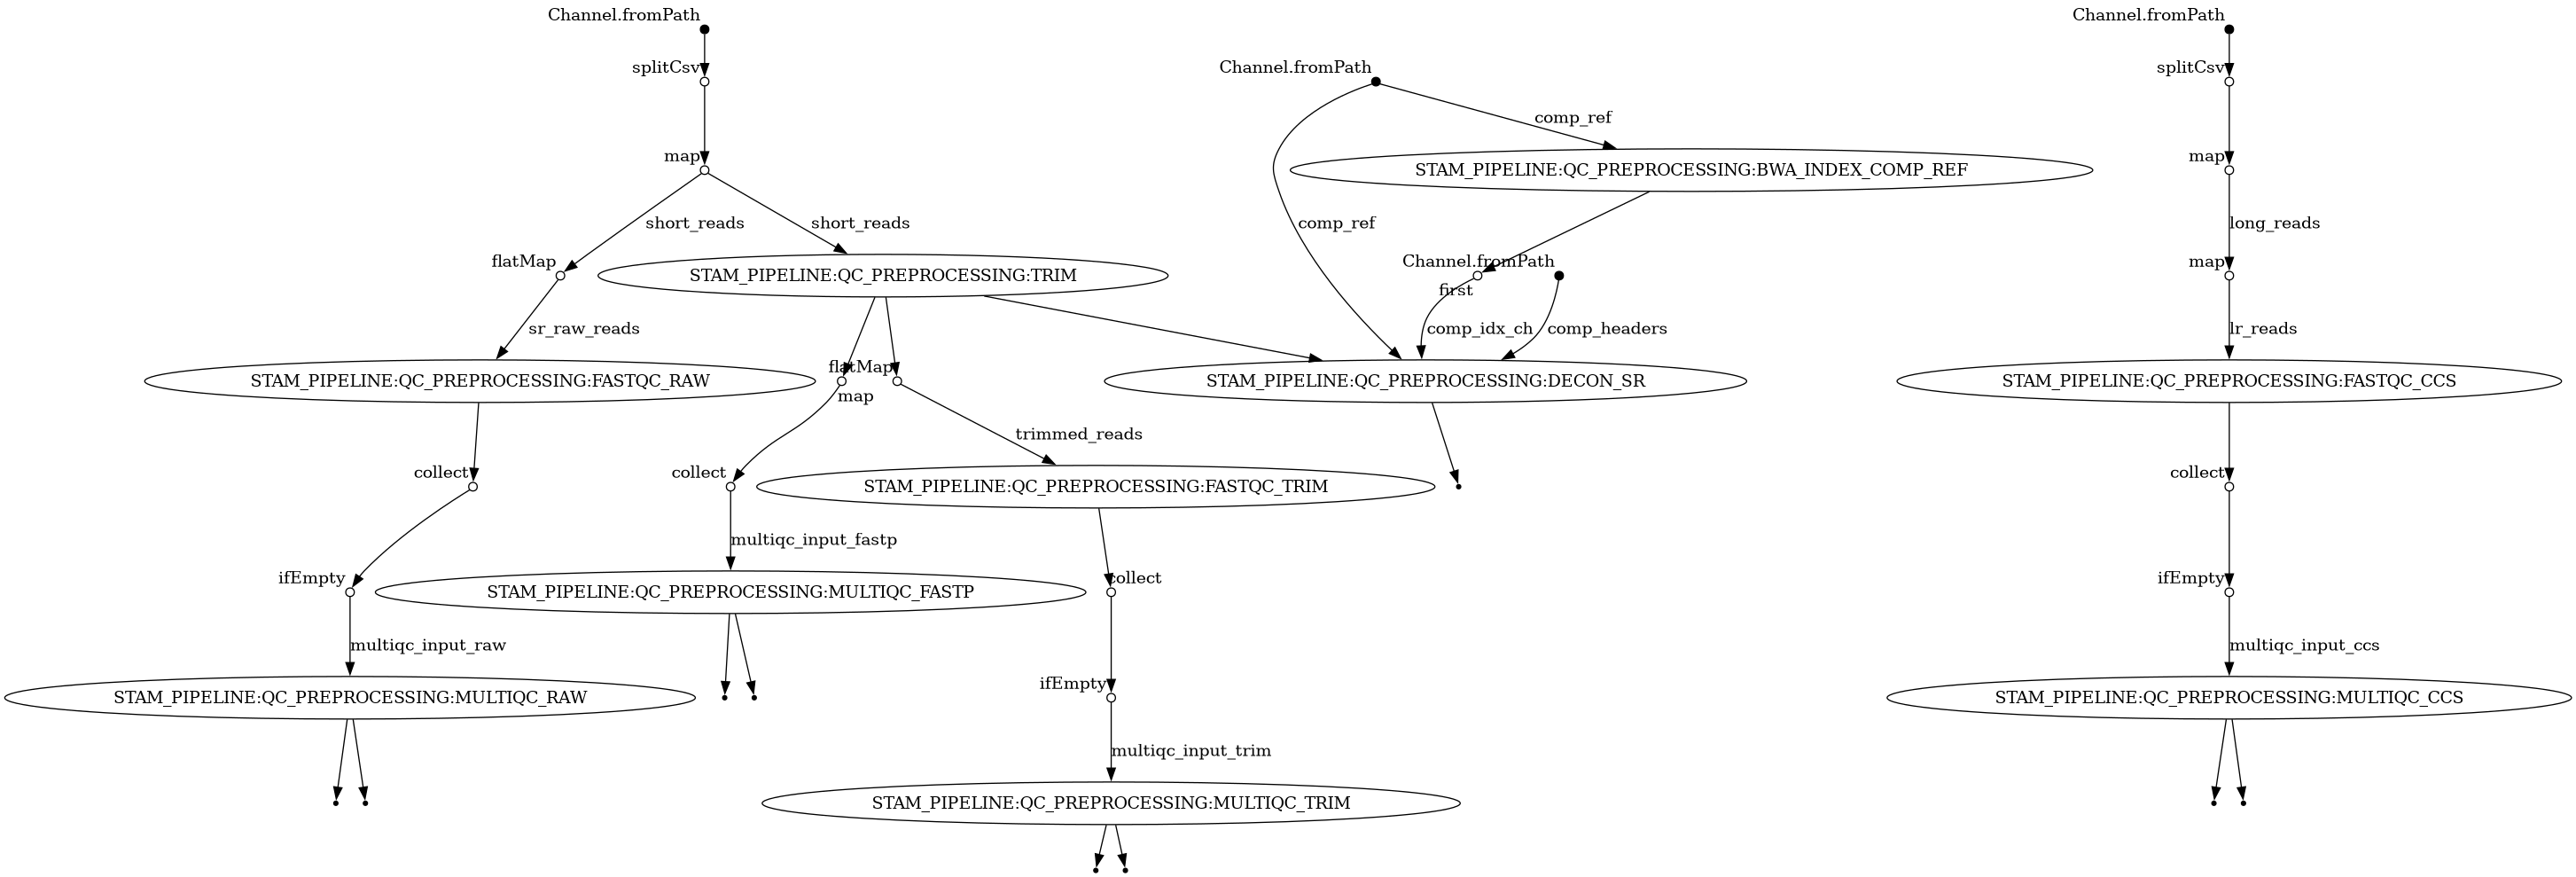 Channel.fromPath
Channel.fromPath
splitCsv
Channel.fromPath
splitCsv
comp_ref
map
STAM_PIPELINE:QC_PREPROCESSING:BWA_INDEX_COMP_REF
map
short_reads
short_reads
comp_ref
long_reads
flatMap
STAM_PIPELINE:QC_PREPROCESSING:TRIM
Channel.fromPath
first
map
sr_raw_reads
comp_idx_ch
comp_headers
lr_reads
STAM_PIPELINE:QC_PREPROCESSING:FASTQC_RAW
flatMap
map
STAM_PIPELINE:QC_PREPROCESSING:DECON_SR
STAM_PIPELINE:QC_PREPROCESSING:FASTQC_CCS
trimmed_reads
collect
collect
STAM_PIPELINE:QC_PREPROCESSING:FASTQC_TRIM
collect
multiqc_input_fastp
ifEmpty
STAM_PIPELINE:QC_PREPROCESSING:MULTIQC_FASTP
collect
ifEmpty
multiqc_input_raw
multiqc_input_ccs
STAM_PIPELINE:QC_PREPROCESSING:MULTIQC_RAW
ifEmpty
STAM_PIPELINE:QC_PREPROCESSING:MULTIQC_CCS
multiqc_input_trim
STAM_PIPELINE:QC_PREPROCESSING:MULTIQC_TRIM